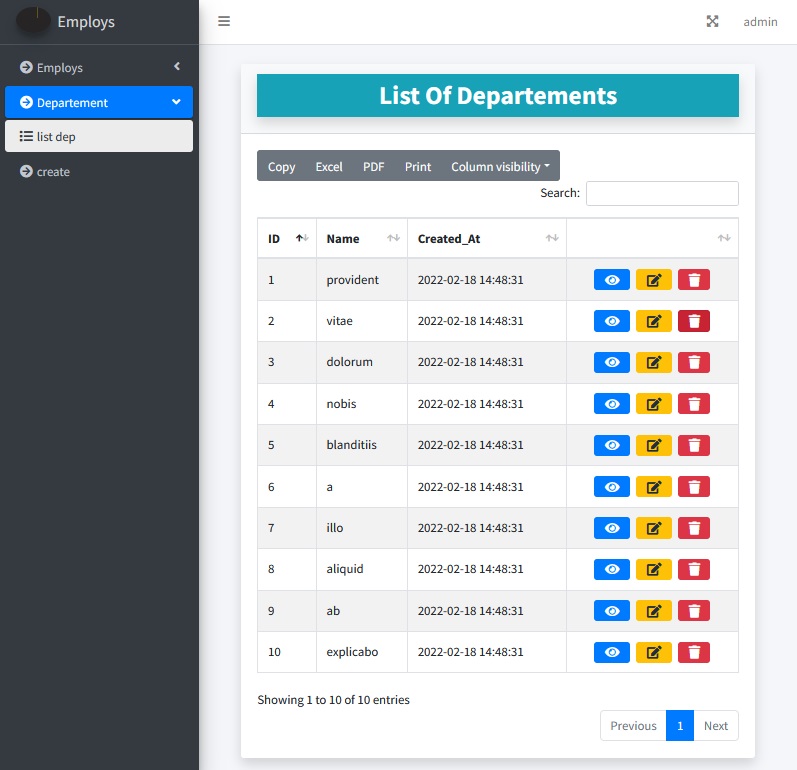 Employs
admin
Employs
Departement
list dep
create
List Of Departements
Copy Excel PDF Print Column visibility
Search:
ID Name Created_At
1 provident 2022-02-18 14:48:31
2 vitae 2022-02-18 14:48:31
3 dolorum 2022-02-18 14:48:31
4 nobis 2022-02-18 14:48:31
5 blanditiis 2022-02-18 14:48:31
6 a 2022-02-18 14:48:31
7 illo 2022-02-18 14:48:31
8 aliquid 2022-02-18 14:48:31
9 ab 2022-02-18 14:48:31
10 explicabo 2022-02-18 14:48:31
Showing 1 to 10 of 10 entries
Previous 1 Next